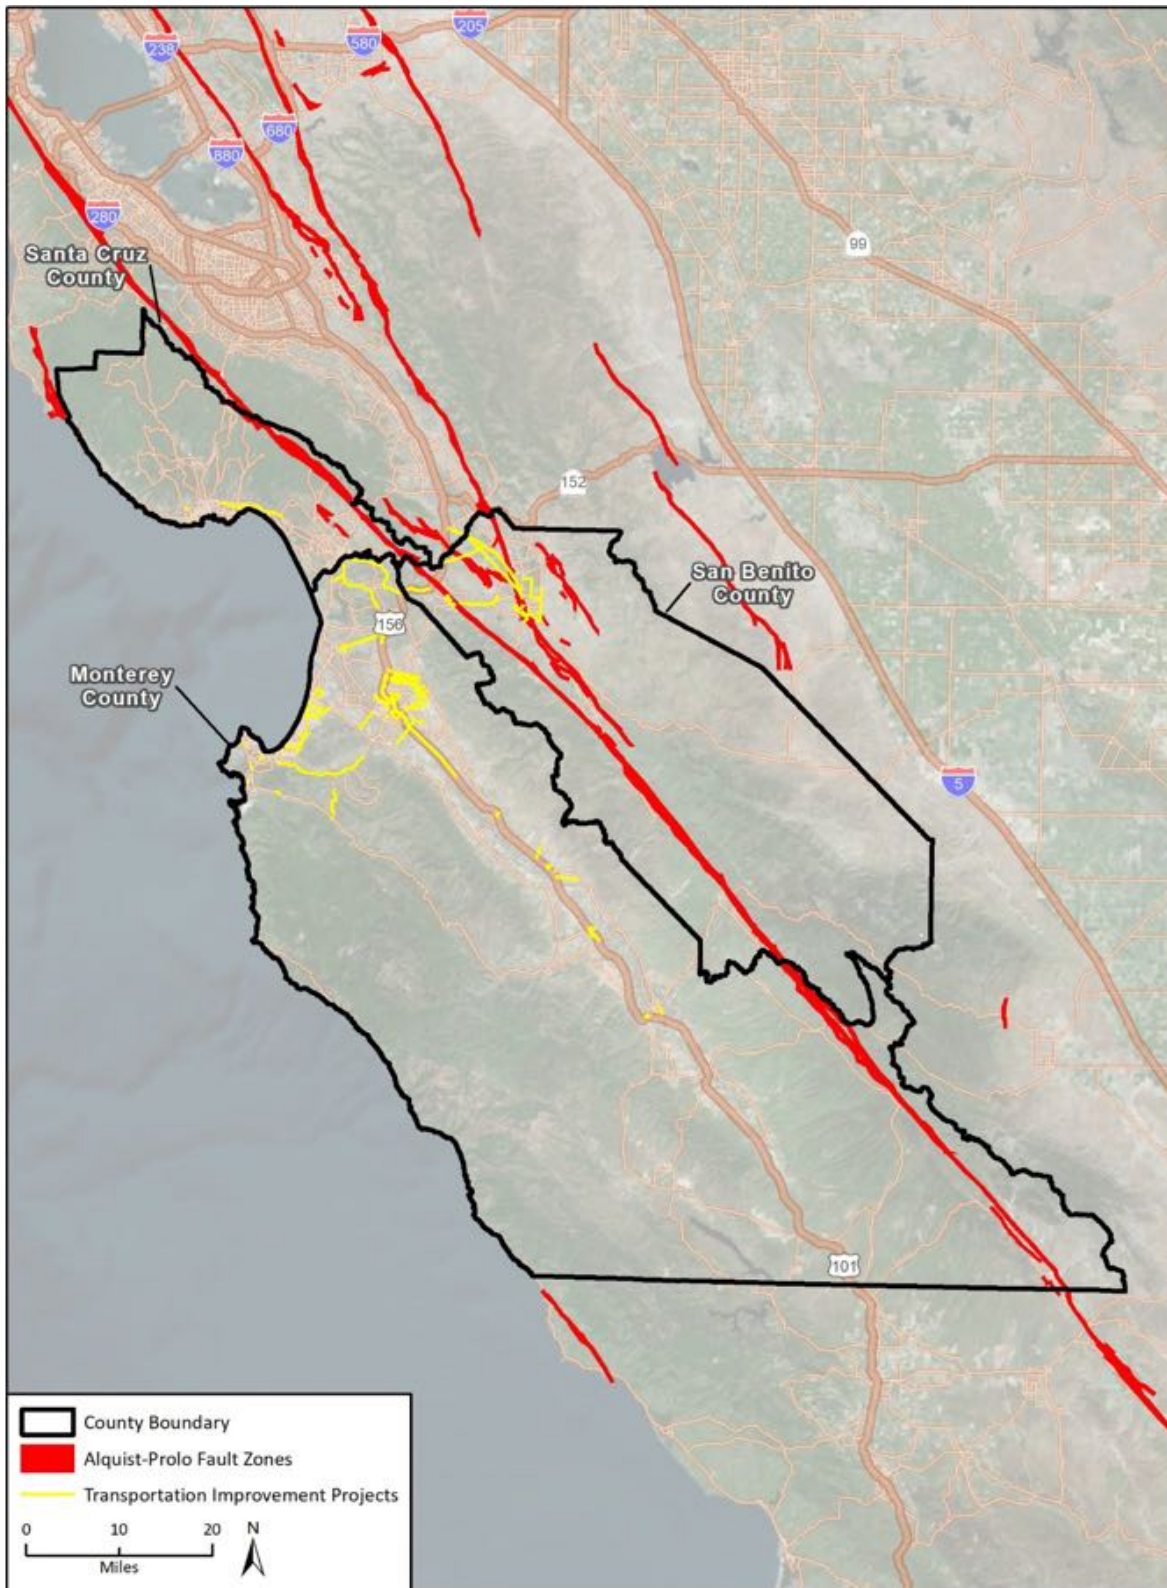 205
238
580
680
880
280
99
Santa Cruz
County
152
San Benito
County
156
Monterey
County
5
101
County Boundary
Alquist-Prolo Fault Zones
Transportation Improvement Projects
0 10 20
Miles
N